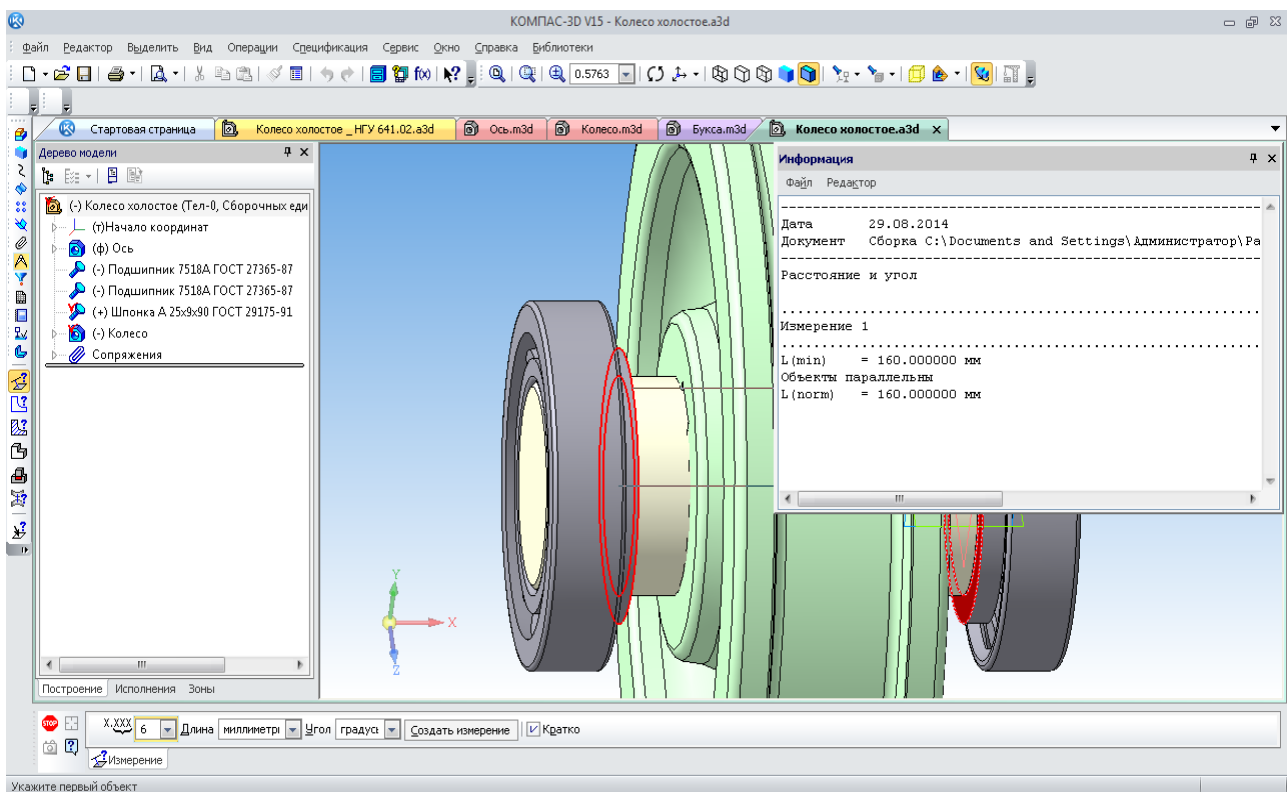 КОМПАС-3D V15 - Колесо холостое.a3d
Файл Редактор Выделить Вид Операции Спецификация Сервис Окно Справка Библиотеки
0.5763
Стартовая страница Колесо холостое _ НГУ 641.02.a3d Ось.m3d Колесо.m3d Букса.m3d Колесо холостое.a3d
Дерево модели
(-) Колесо холостое (Тел-0, Сборочных еди
(т)Начало координат
(ф) Ось
(-) Подшипник 7518А ГОСТ 27365-87
(-) Подшипник 7518А ГОСТ 27365-87
(+) Шпонка А 25x9x90 ГОСТ 29175-91
(-) Колесо
Сопряжения
Построение Исполнения Зоны
Y
X
Z
Информация
Файл Редактор
Дата 29.08.2014
Документ Сборка C:\Documents and Settings\Администратор\Ра
Расстояние и угол
Измерение 1
L(min) = 160.000000 мм
Объекты параллельны
L(norm) = 160.000000 мм
STOP X.XXX 6 Длина миллиметры Угол градусы Создать измерение Кратко
Измерение
Укажите первый объект